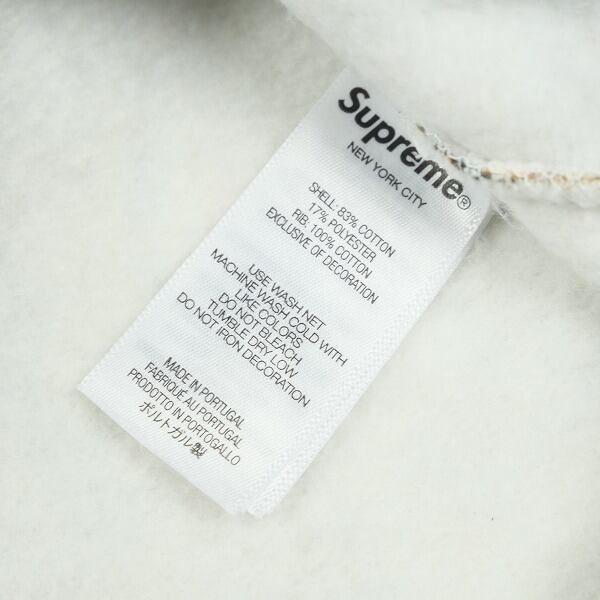 Supreme®
NEW YORK CITY
SHELL: 83% COTTON
17% POLYESTER
RIB: 100% COTTON
EXCLUSIVE OF DECORATION
USE WASH NET
MACHINE WASH COLD WITH
LIKE COLORS
DO NOT BLEACH
TUMBLE DRY LOW
DO NOT IRON DECORATION
MADE IN PORTUGAL
FABRIQUÉ AU PORTUGAL
PRODOTTO IN PORTOGALLO
ポルトガル製